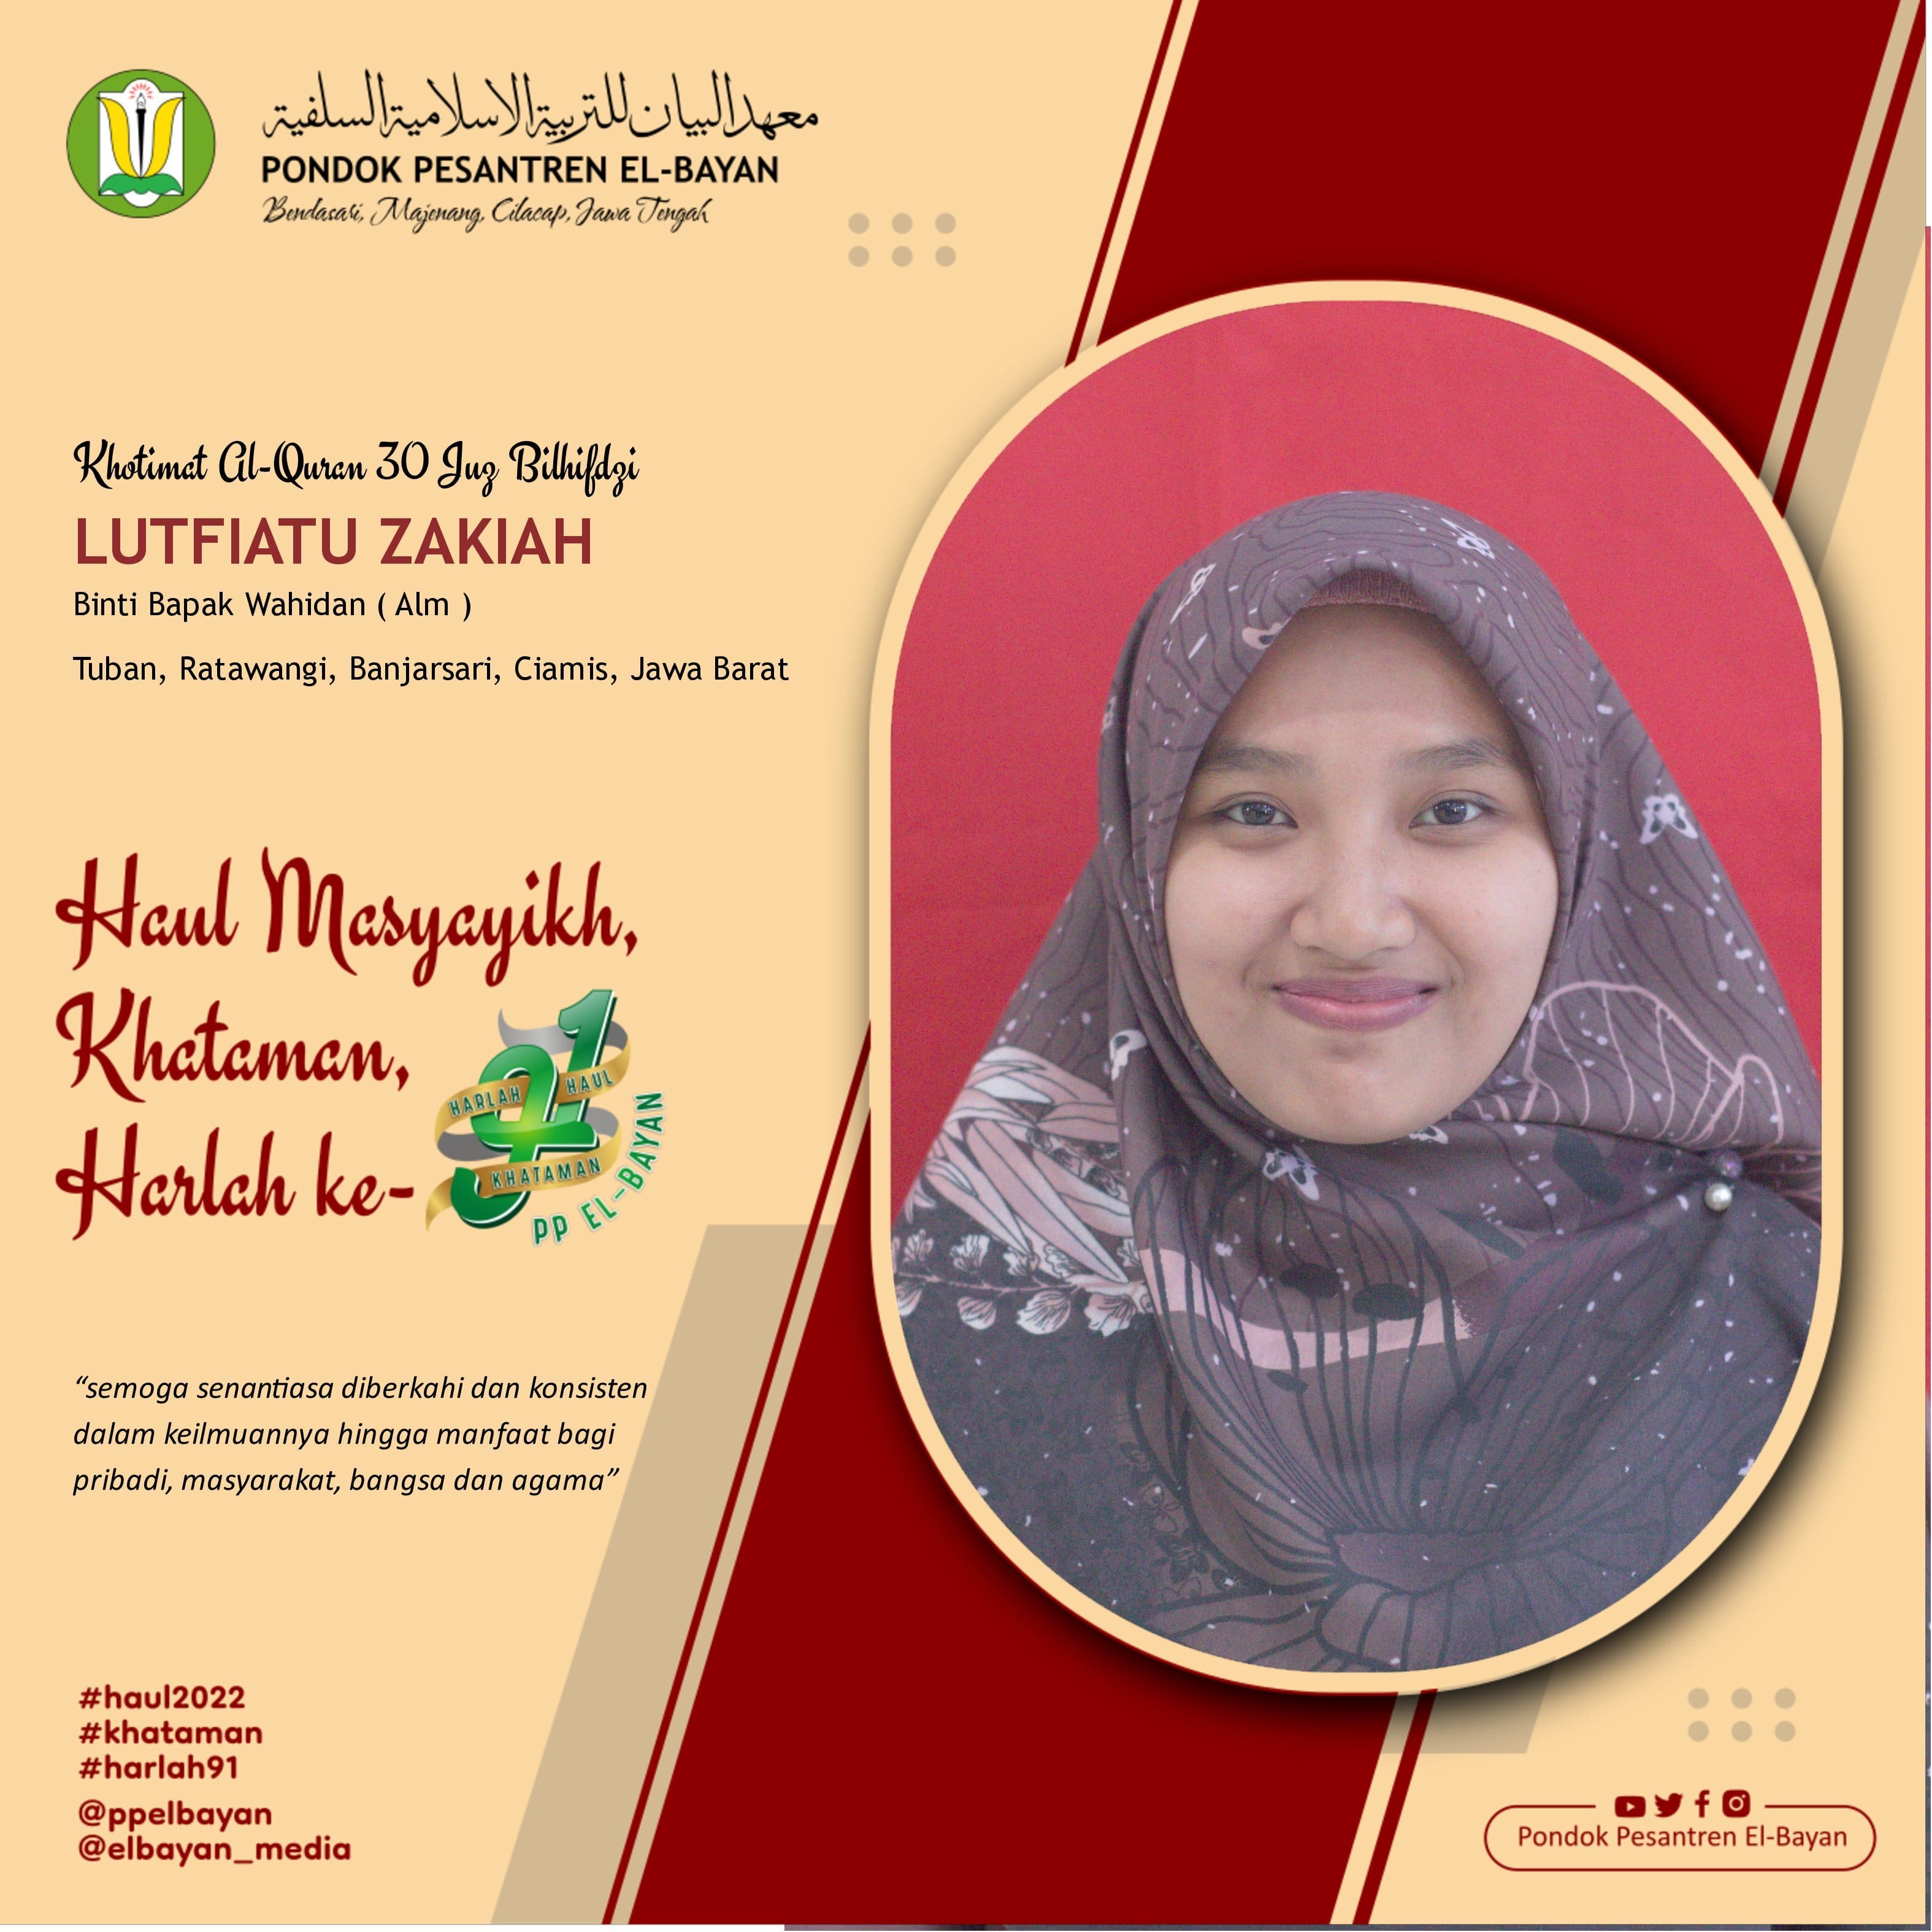 معهد البيان للتربية الاسلامية السلفية
PONDOK PESANTREN EL-BAYAN
Bendasari, Majenang, Cilacap, Jawa Tengah
Khotimat Al-Quran 30 Juz Bilhifdzi
LUTFIATU ZAKIAH
Binti Bapak Wahidan ( Alm )
Tuban, Ratawangi, Banjarsari, Ciamis, Jawa Barat
Haul Masyayikh,
Khataman,
Harlah ke-
91
HARLAH HAUL
KHATAMAN
PP EL-BAYAN
“semoga senantiasa diberkahi dan konsisten
dalam keilmuannya hingga manfaat bagi
pribadi, masyarakat, bangsa dan agama”
#haul2022
#khataman
#harlah91
@ppelbayan
@elbayan_media
Pondok Pesantren El-Bayan